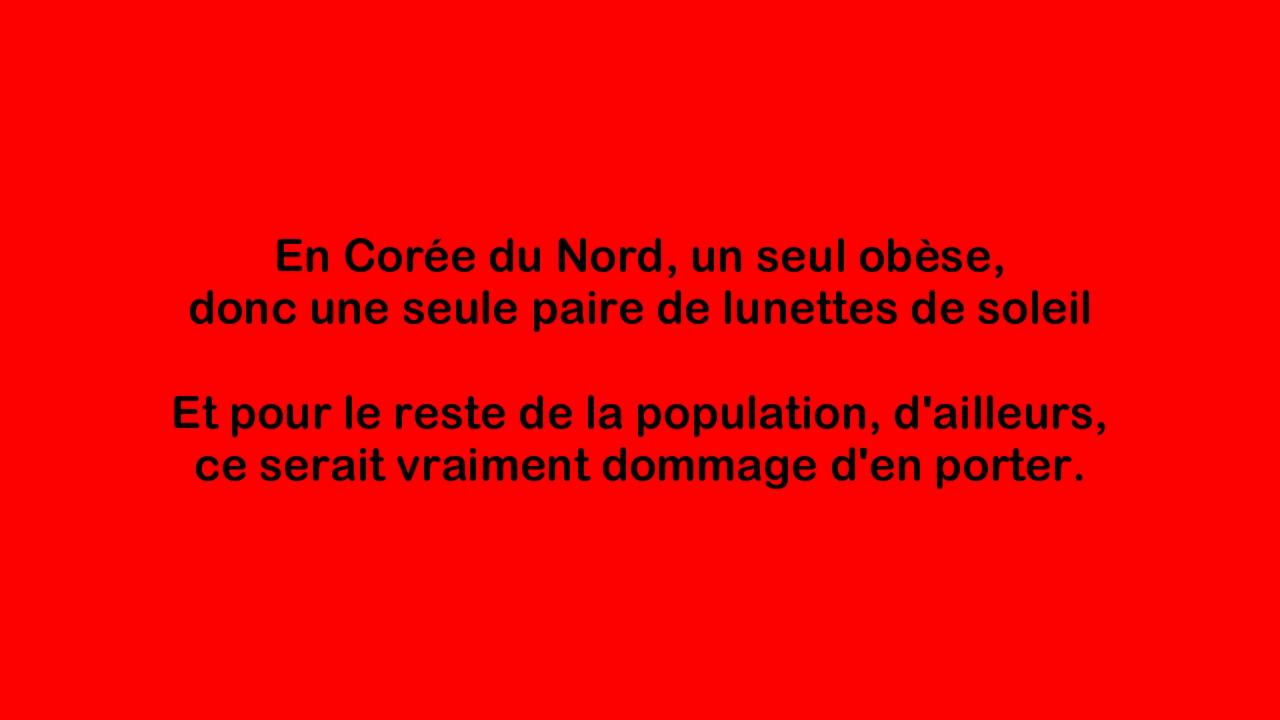 En Corée du Nord, un seul obèse,
donc une seule paire de lunettes de soleil
Et pour le reste de la population, d'ailleurs,
ce serait vraiment dommage d'en porter.